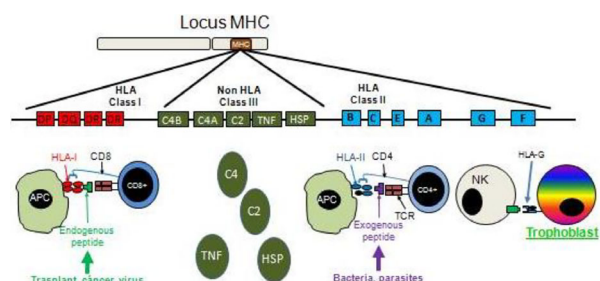 Locus MHC
MHC
HLA
Class I
Non HLA
Class III
HLA
Class II
DP DQ DR DR C4B C4A C2 TNF HSP B C E A G F
HLA-I CD8
APC CD8+
Endogenous
peptide
Trasplant, cancer, virus
C4
C2
TNF
HSP
HLA-II CD4
APC CD4+
TCR
Exogenous
peptide
Bacteria, parasites
HLA-G
NK
Trophoblast